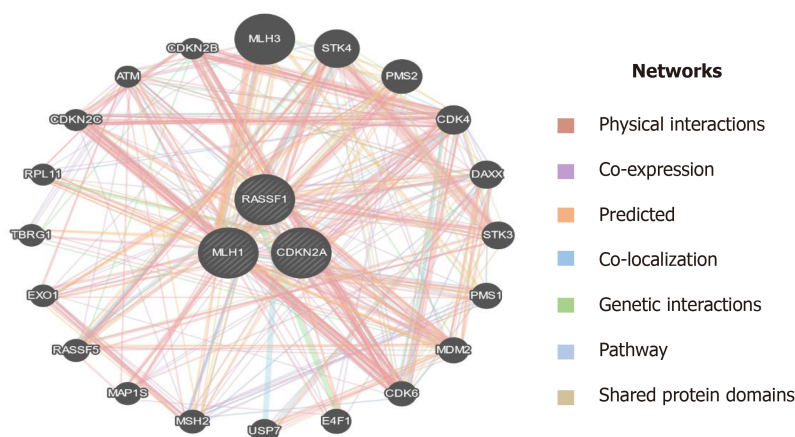 MLH3
CDKN2B
STK4
ATM
PMS2
CDKN2C
CDK4
RPL11
DAXX
RASSF1
TBRG1
STK3
MLH1
CDKN2A
EXO1
PMS1
RASSF5
MDM2
MAP1S
CDK6
MSH2
USP7
E4F1
Networks
Physical interactions
Co-expression
Predicted
Co-localization
Genetic interactions
Pathway
Shared protein domains